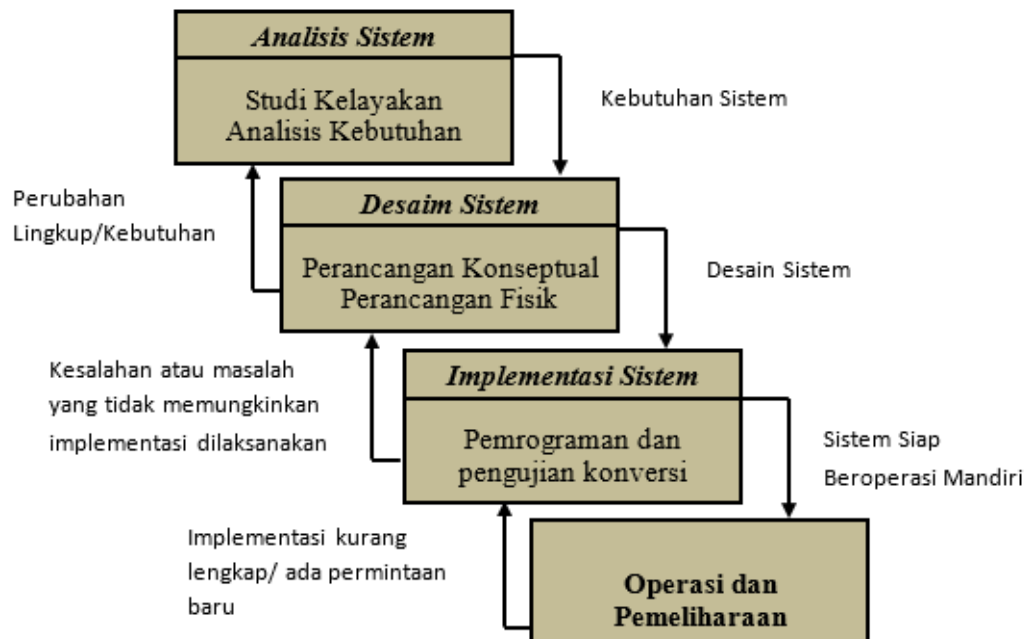 Analisis Sistem
Studi Kelayakan
Analisis Kebutuhan
Kebutuhan Sistem
Perubahan
Lingkup/Kebutuhan
Desaim Sistem
Perancangan Konseptual
Perancangan Fisik
Desain Sistem
Kesalahan atau masalah
yang tidak memungkinkan
implementasi dilaksanakan
Implementasi Sistem
Pemrograman dan
pengujian konversi
Sistem Siap
Beroperasi Mandiri
Implementasi kurang
lengkap/ ada permintaan
baru
Operasi dan
Pemeliharaan